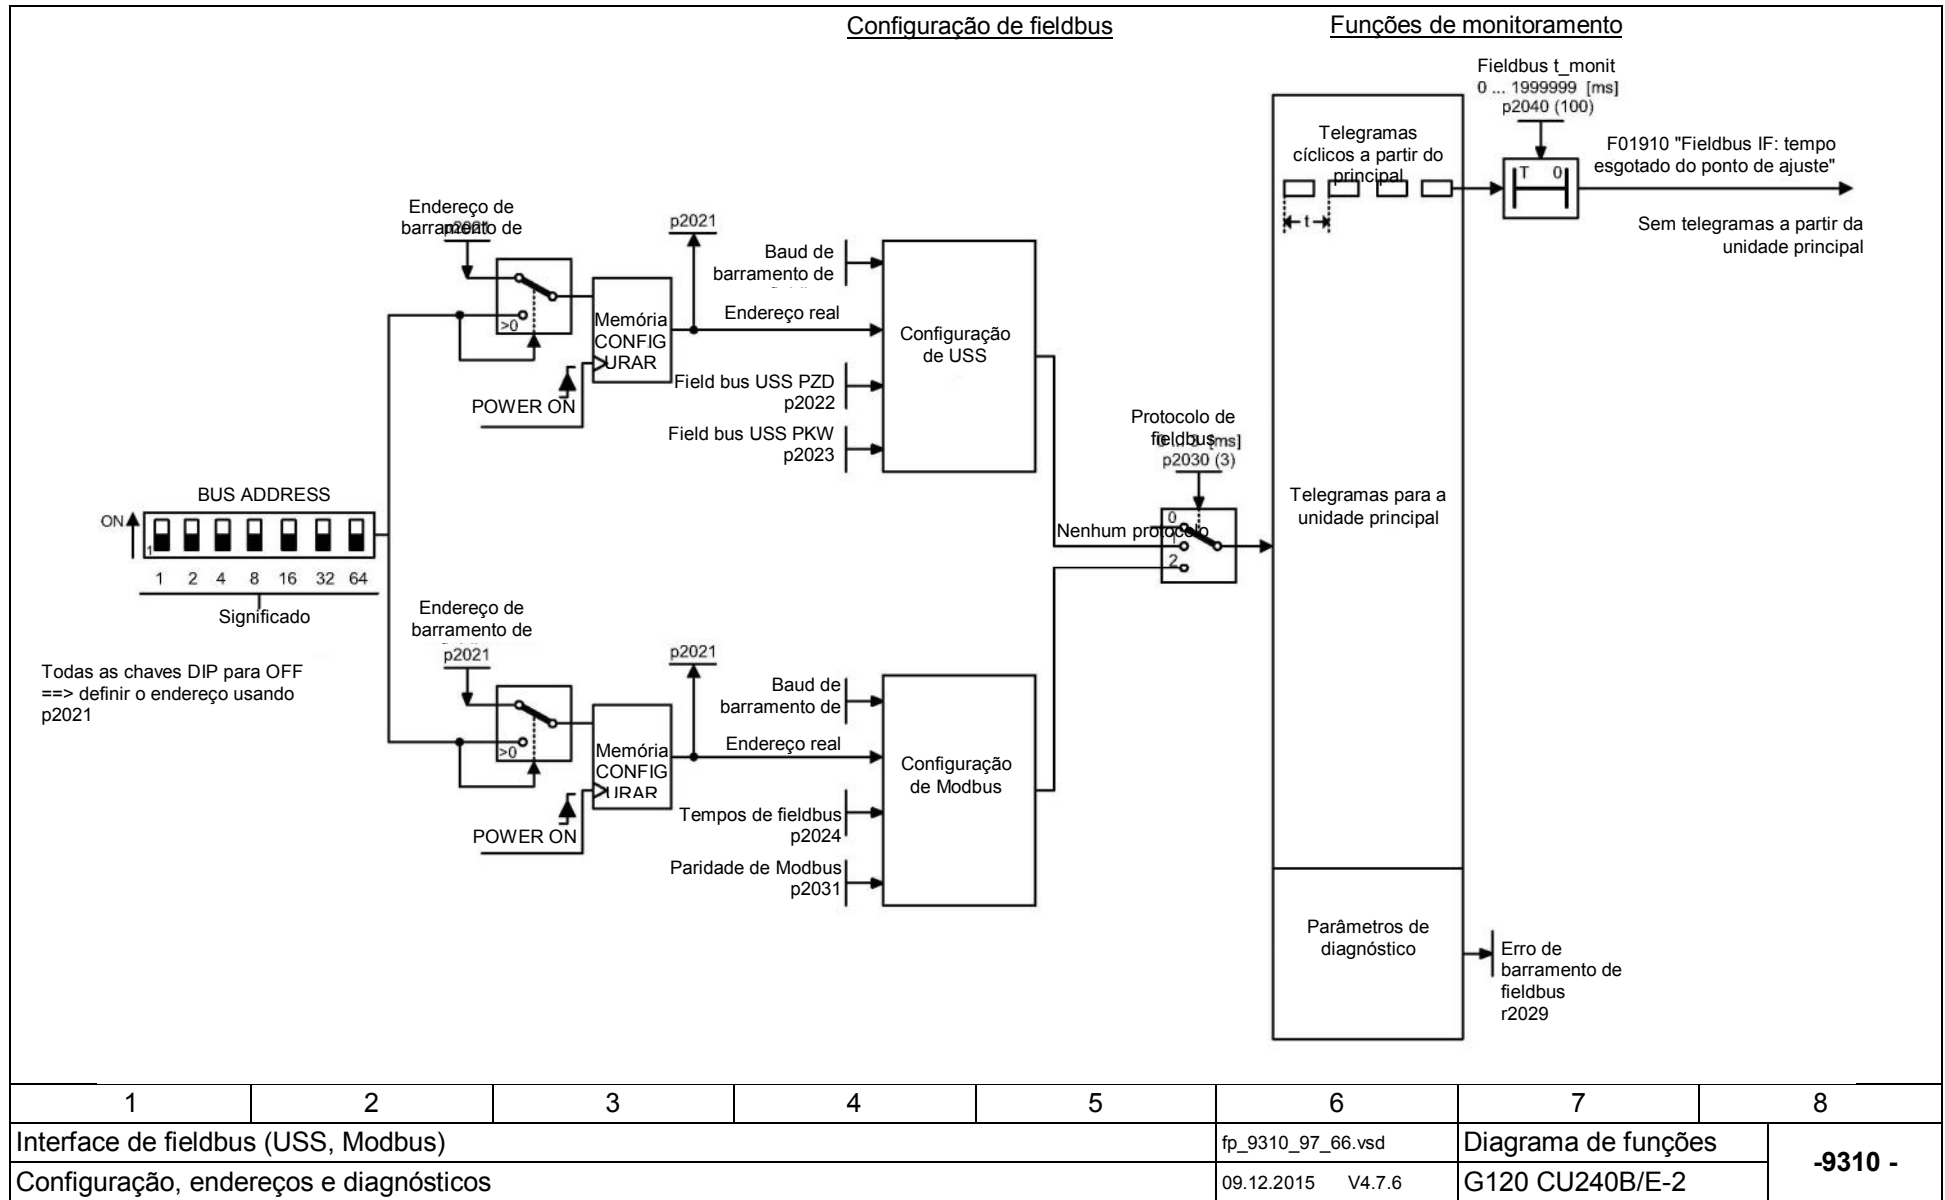 Configuração de fieldbus
Funções de monitoramento
Fieldbus t_monit
0 ... 1999999 [ms]
p2040 (100)
Telegramas
cíclicos a partir do
principal
T 0
F01910 "Fieldbus IF: tempo
esgotado do ponto de ajuste"
Sem telegramas a partir da
unidade principal
t
Endereço de
barramento de
p2021
p2021
>0
Memória
CONFIG
URAR
POWER ON
Baud de
barramento de
Endereço real
Field bus USS PZD
p2022
Field bus USS PKW
p2023
Configuração
de USS
Protocolo de
fieldbus
[ms]
p2030 (3)
0
1
2
Nenhum protocolo
Telegramas para a
unidade principal
BUS ADDRESS
ON
1
1 2 4 8 16 32 64
Significado
Todas as chaves DIP para OFF
==> definir o endereço usando
p2021
Endereço de
barramento de
p2021
p2021
>0
Memória
CONFIG
URAR
POWER ON
Baud de
barramento de
Endereço real
Tempos de fieldbus
p2024
Paridade de Modbus
p2031
Configuração
de Modbus
Parâmetros de
diagnóstico
Erro de
barramento de
fieldbus
r2029
1 2 3 4 5 6 7 8
Interface de fieldbus (USS, Modbus)
fp_9310_97_66.vsd
Diagrama de funções
-9310 -
Configuração, endereços e diagnósticos
09.12.2015 V4.7.6
G120 CU240B/E-2